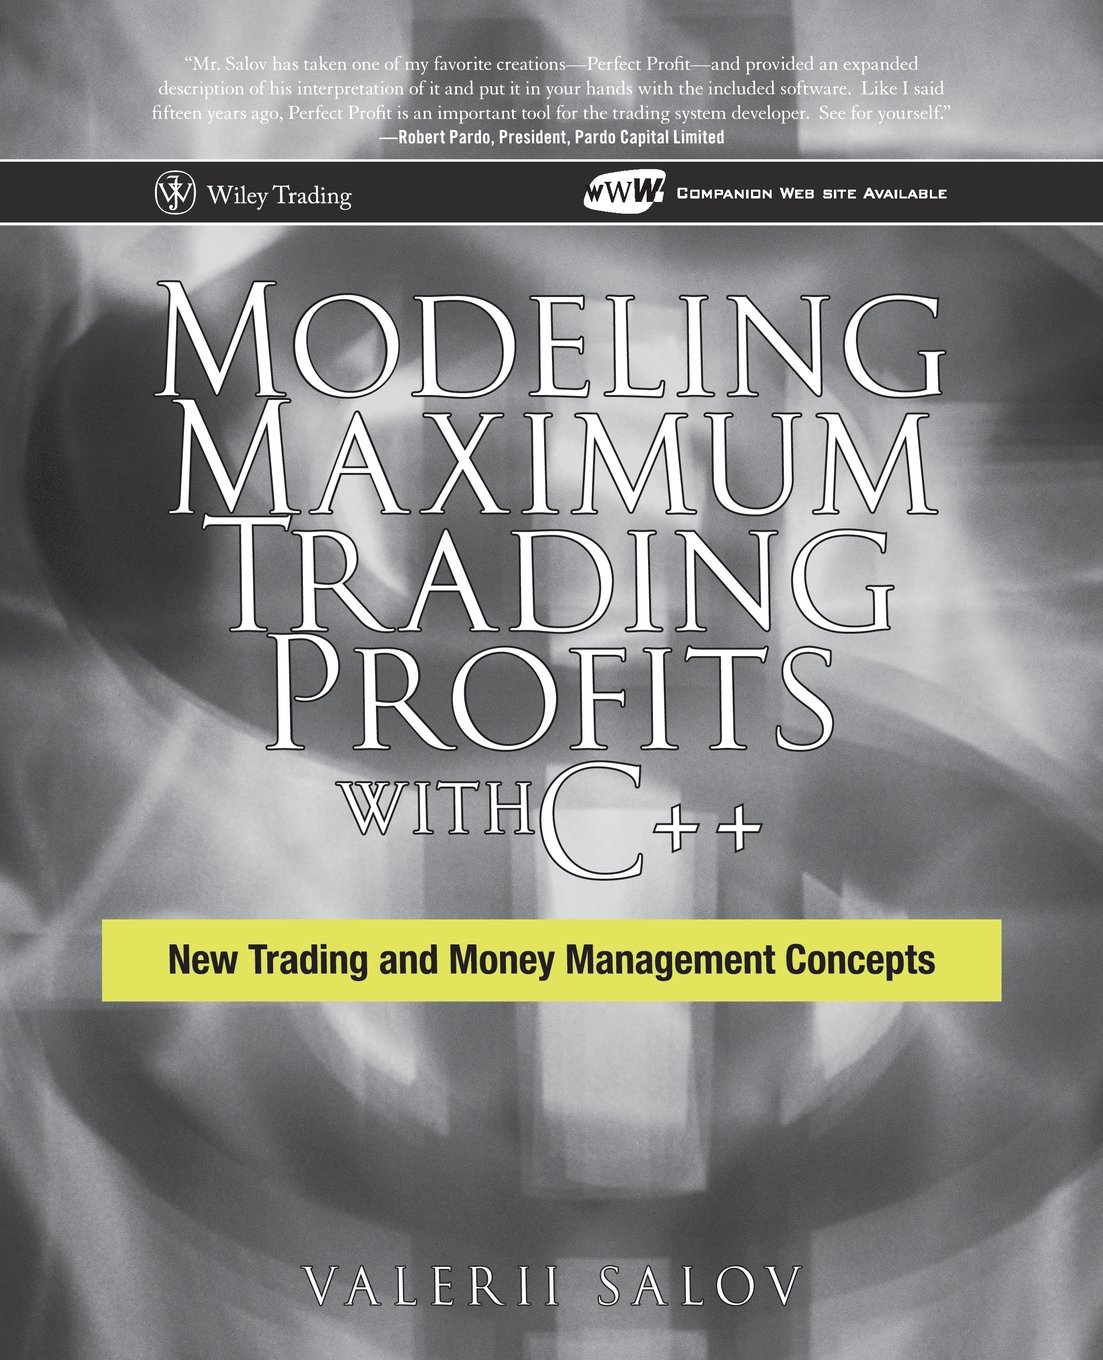 “Mr. Salov has taken one of my favorite creations—Perfect Profit—and provided an expanded
description of his interpretation of it and put it in your hands with the included software. Like I said
fifteen years ago, Perfect Profit is an important tool for the trading system developer. See for yourself.”
—Robert Pardo, President, Pardo Capital Limited
Wiley Trading
WWW. COMPANION WEB SITE AVAILABLE
MODELING
MAXIMUM
TRADING
PROFITS
WITH C++
New Trading and Money Management Concepts
VALERII SALOV